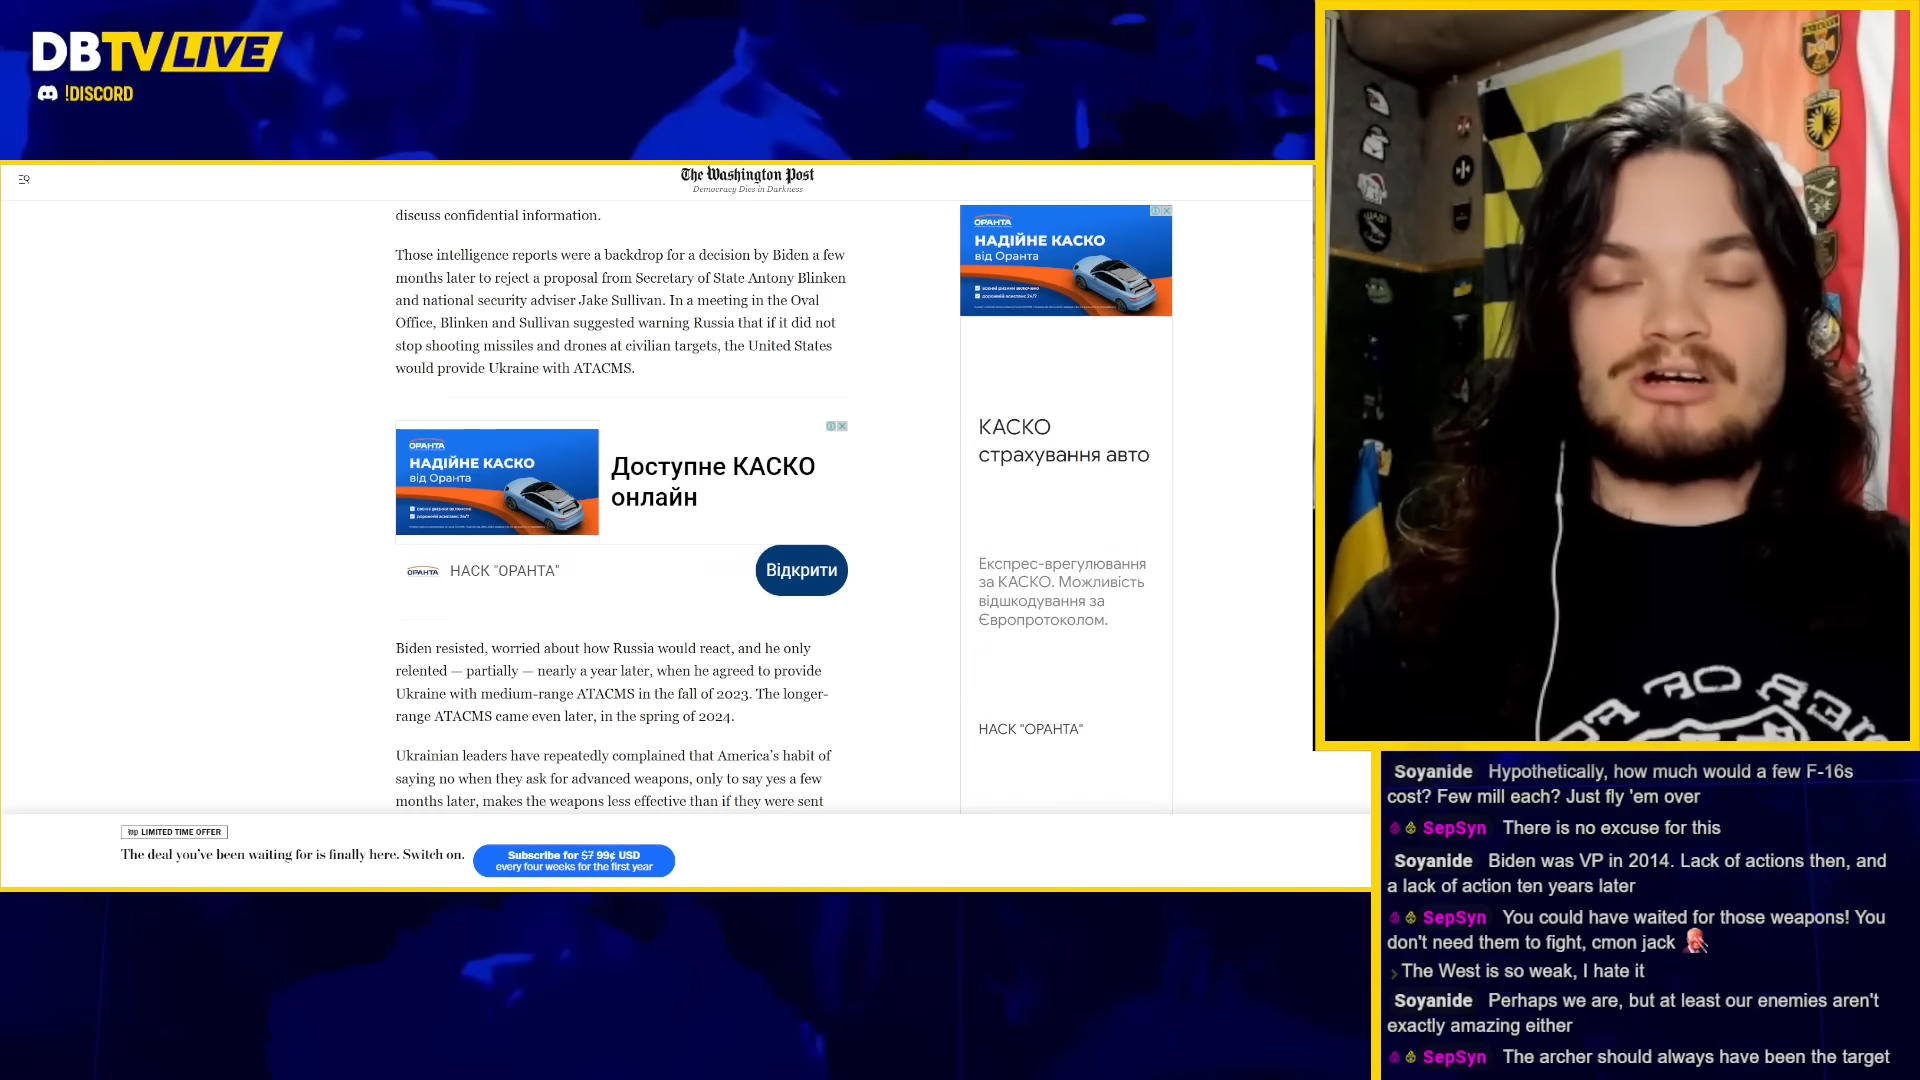 DBTV LIVE
!DISCORD
The Washington Post
Democracy Dies in Darkness
discuss confidential information.
Those intelligence reports were a backdrop for a decision by Biden a few
months later to reject a proposal from Secretary of State Antony Blinken
and national security adviser Jake Sullivan. In a meeting in the Oval
Office, Blinken and Sullivan suggested warning Russia that if it did not
stop shooting missiles and drones at civilian targets, the United States
would provide Ukraine with ATACMS.
ОРАНТА
НАДІЙНЕ КАСКО
від Оранта
Доступне КАСКО
онлайн
ОРАНТА
НАСК "ОРАНТА"
Відкрити
Biden resisted, worried about how Russia would react, and he only
relented — partially — nearly a year later, when he agreed to provide
Ukraine with medium-range ATACMS in the fall of 2023. The longer-
range ATACMS came even later, in the spring of 2024.
Ukrainian leaders have repeatedly complained that America's habit of
saying no when they ask for advanced weapons, only to say yes a few
months later, makes the weapons less effective than if they were sent
ОРАНТА
НАДІЙНЕ КАСКО
від Оранта
КАСКО
страхування авто
Експрес-врегулювання
за КАСКО. Можливість
відшкодування за
Європротоколом.
НАСК "ОРАНТА"
wp LIMITED TIME OFFER
The deal you've been waiting for is finally here. Switch on.
Subscribe for $7 99¢ USD
every four weeks for the first year
Soyanide Hypothetically, how much would a few F-16s
cost? Few mill each? Just fly 'em over
SepSyn There is no excuse for this
Soyanide Biden was VP in 2014. Lack of actions then, and
a lack of action ten years later
SepSyn You could have waited for those weapons! You
don't need them to fight, cmon jack
The West is so weak, I hate it
Soyanide Perhaps we are, but at least our enemies aren't
exactly amazing either
SepSyn The archer should always have been the target